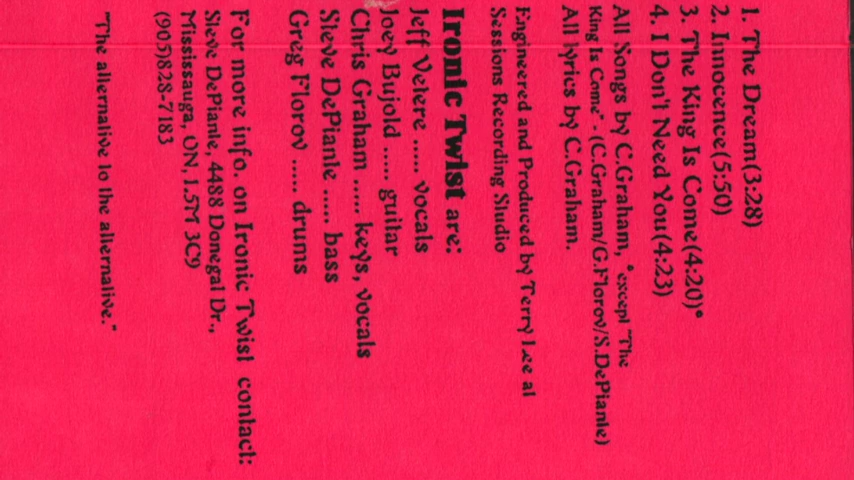 1. The Dream(3:28)
2. Innocence(5:50)
3. The King Is Come(4:20)*
4. I Don't Need You(4:23)
All Songs by C.Graham, *except "The
King Is Come" - (C.Graham/G.Florov/S.DePiante)
All lyrics by C.Graham.
Engineered and Produced by Terry Lee at
Sessions Recording Studio
Ironic Twist are:
Jeff Vetere ...... vocals
Joey Bujold ...... guitar
Chris Graham ...... keys, vocals
Steve DePiante ..... bass
Greg Florov ..... drums
For more info. on Ironic Twist contact:
Steve DePiante, 4488 Donegal Dr.,
Mississauga, ON, L5M 3C9
(905)828-7183
"The alternative to the alternative."